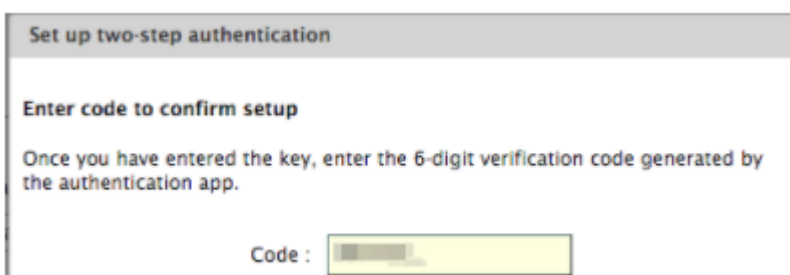 Set up two-step authentication
Enter code to confirm setup
Once you have entered the key, enter the 6-digit verification code generated by
the authentication app.
Code :